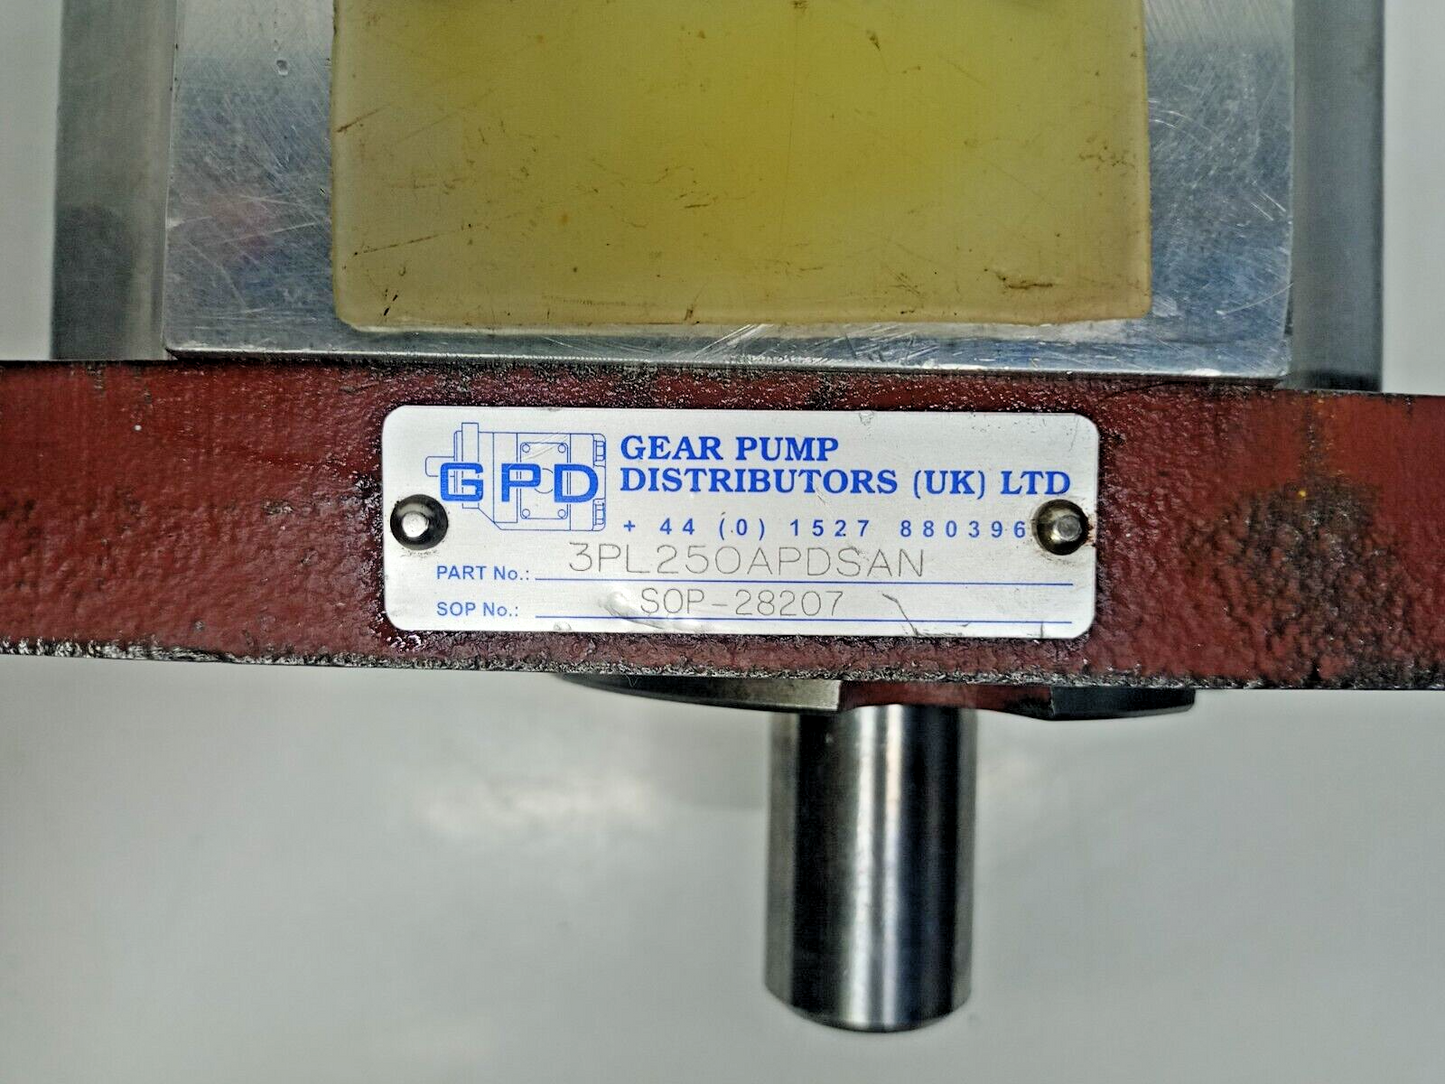 GPD
GEAR PUMP
DISTRIBUTORS (UK) LTD
+ 44 (0) 1527 880396
PART No.: 3PL250APDSAN
SOP No.: SOP-28207